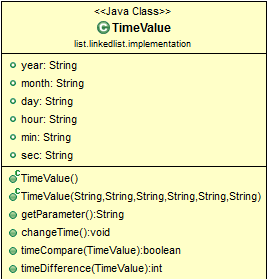 <<Java Class>>
TimeValue
list.linkedlist.implementation
year: String
month: String
day: String
hour: String
min: String
sec: String
TimeValue()
TimeValue(String,String,String,String,String,String)
getParameter():String
changeTime():void
timeCompare(TimeValue):boolean
timeDifference(TimeValue):int